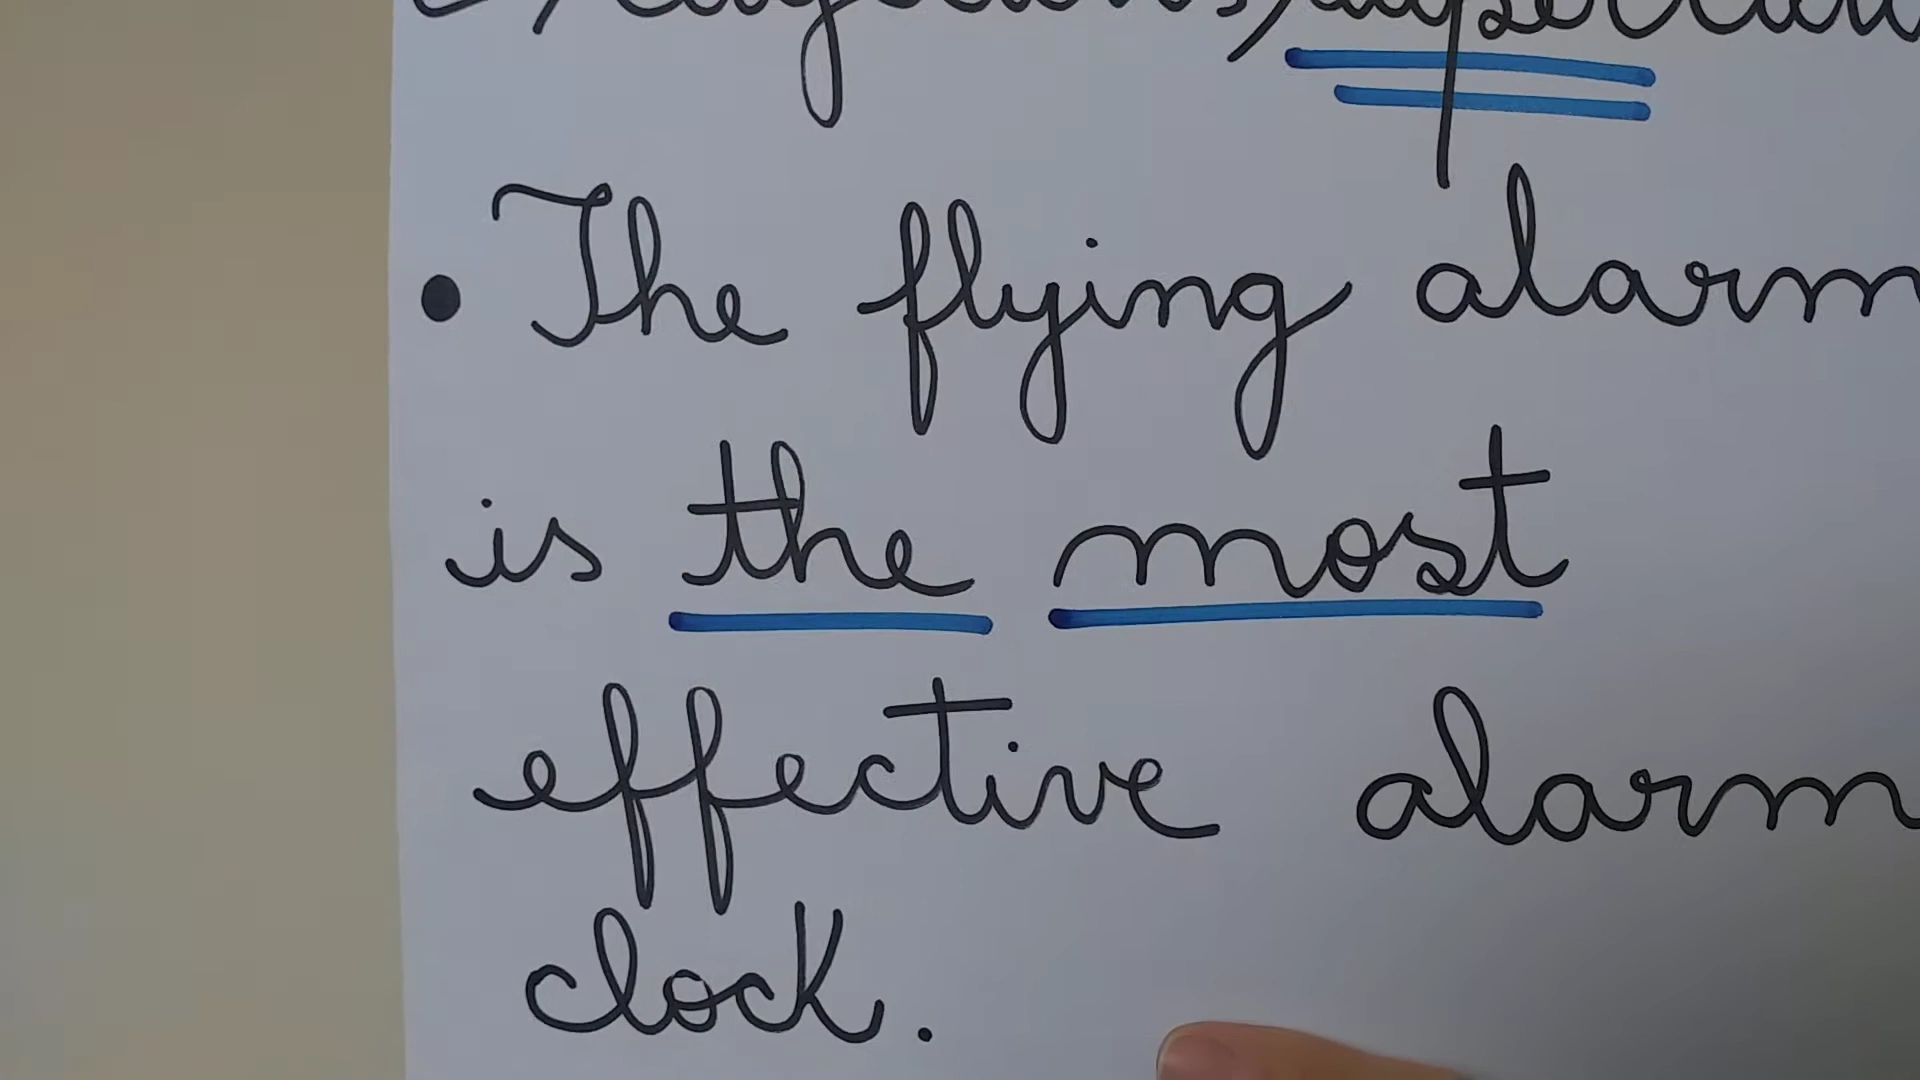 • The flying alarm
is the most
effective alarm
clock.